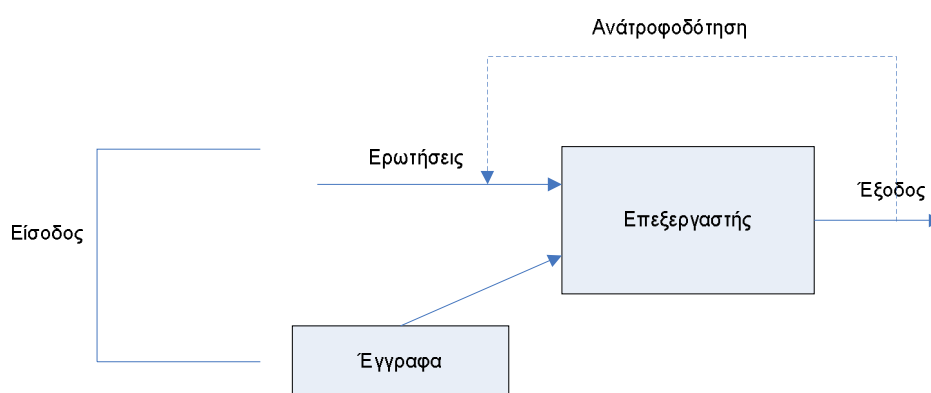 Ανάτροφοδότηση
Ερωτήσεις
Έξοδος
Επεξεργαστής
Είσοδος
Έγγραφα